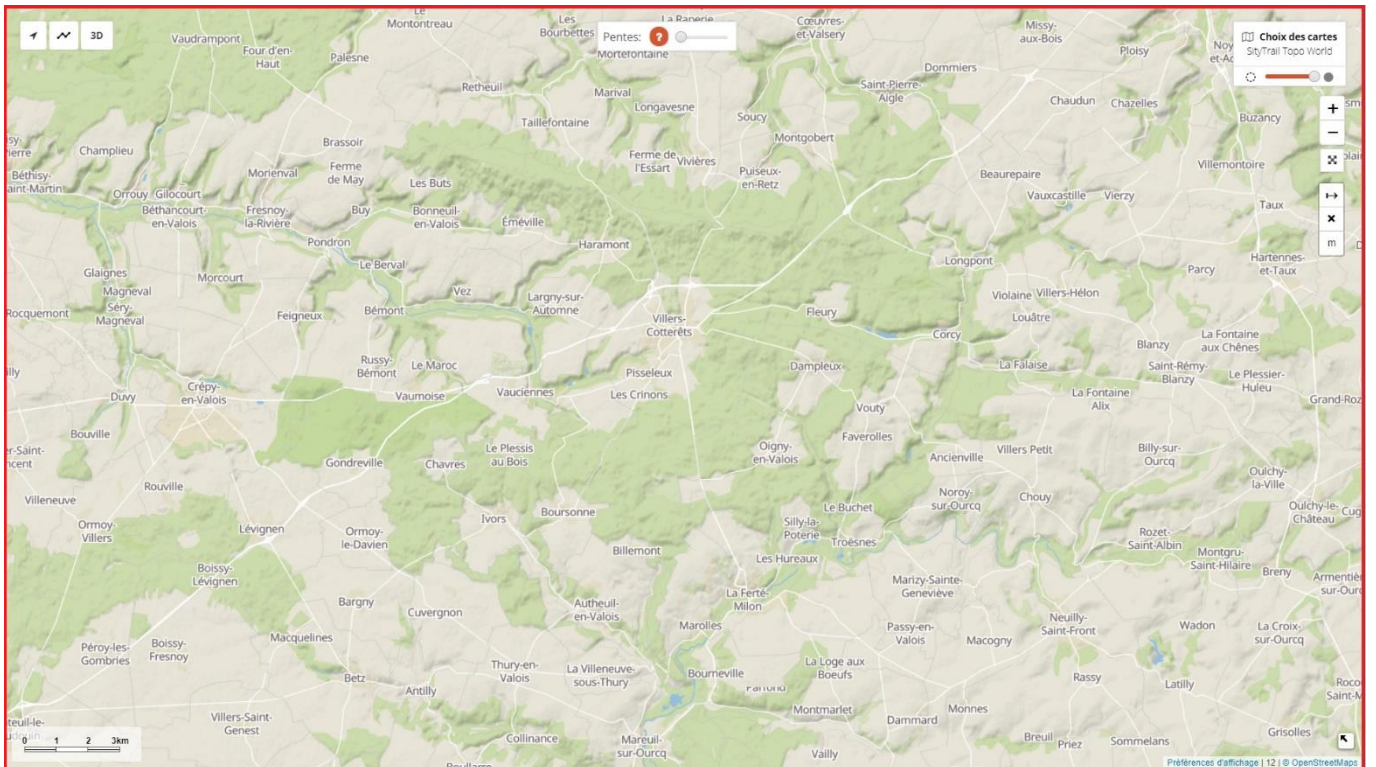 Le
Montontreau
Les
Bourbettes
La Ranerie
Cœuvres-
et-Valsery
Missy-
aux-Bois
3D
Vaudrampont
Four-d'en-
Haut
Palesne
Pentes: ?
Mortefontaine
Ploisy
Choix des cartes
SityTrail Topo World
Dommiers
Retheuil
Marival
Longavesne
Saint-Pierre-
Aigle
Chaudun
Chazelles
Buzancy
+
−
Taillefontaine
Soucy
Montgobert
Champlieu
Brassoir
Ferme de
l'Essart
Vivières
Puiseux-
en-Retz
Villemontoire
Béthisy-
aint-Martin
Morienval
Ferme
de May
Les Buts
Beaurepaire
Orrouy
Gilocourt
Vauxcastille
Vierzy
Taux
Béthancourt-
en-Valois
Fresnoy-
la-Rivière
Buy
Bonneuil-
en-Valois
Éméville
Haramont
m
Pondron
Le Berval
Longpont
Hartennes-
et-Taux
Parcy
Glaignes
Morcourt
Magneval
Séry-
Magneval
Vez
Largny-sur-
Automne
Violaine
Villers-Hélon
Rocquemont
Feigneux
Bémont
Villers-
Cotterêts
Fleury
Louâtre
Corcy
La Fontaine
aux Chênes
Blanzy
Russy-
Bémont
Le Maroc
Pisseleux
Dampleux
La Falaise
Saint-Rémy-
Blanzy
Le Plessier-
Huleu
Duvy
Crépy-
en-Valois
Vaumoise
Vauciennes
Les Crinons
La Fontaine
Alix
Grand-Roz
Vouty
Bouville
Faverolles
Le Plessis
au Bois
Oigny-
en-Valois
Ancienville
Villers Petit
Billy-sur-
Ourcq
Gondreville
Chavres
Oulchy-
la-Ville
Villeneuve
Rouville
Noroy-
sur-Ourcq
Chouy
Le Buchet
Oulchy-le-
Château
Ormoy-
Villers
Lévignen
Ormoy-
le-Davien
Ivors
Boursonne
Silly-la-
Poterie
Troësnes
Rozet-
Saint-Albin
Billemont
Les Hureaux
Montgru-
Saint-Hilaire
Breny
Armentiè
sur-Ourc
Boissy-
Lévignen
Marizy-Sainte-
Geneviève
Bargny
Cuvergnon
Autheuil-
en-Valois
La Ferté-
Milon
Marolles
Neuilly-
Saint-Front
Passy-en-
Valois
Macogny
Wadon
La Croix-
sur-Ourcq
Péroy-les-
Gombries
Boissy-
Fresnoy
Macquelines
Betz
Antilly
Thury-en-
Valois
La Villeneuve-
sous-Thury
Bourneville
La Loge aux
Boeufs
Rassy
Latilly
Montmarlet
Dammard
Monnes
Villers-Saint-
Genest
Collinance
Mareuil-
sur-Ourcq
Vailly
Breuil
Priez
Sommelans
Grisolles
0 1 2 3km
Préférences d'affichage | 12 | © OpenStreetMaps